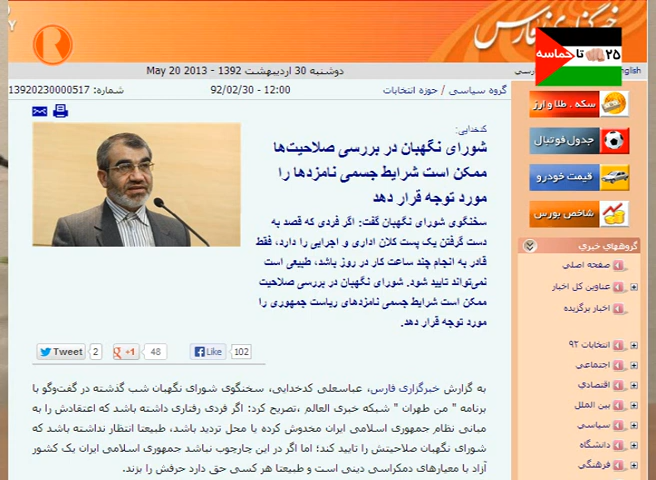 خبرگزاری فارس
۲۵ تا حماسه
دوشنبه 30 اردیبهشت 1392 - May 20 2013
nglish
شماره: 13920230000517
92/02/30 - 12:00
گروه سیاسی / حوزه انتخابات
کدخدایی:
شورای نگهبان در بررسی صلاحیت‌ها
ممکن است شرایط جسمی نامزدها را
مورد توجه قرار دهد
سخنگوی شورای نگهبان گفت: اگر فردی که قصد به
دست گرفتن یک پست کلان اداری و اجرایی را دارد، فقط
قادر به انجام چند ساعت کار در روز باشد، طبیعی است
نمی‌تواند تایید شود. شورای نگهبان در بررسی صلاحیت
ممکن است شرایط جسمی نامزدهای ریاست جمهوری را
مورد توجه قرار دهد.
Tweet 2
+1 48
Like 102
به گزارش خبرگزاری فارس، عباسعلی کدخدایی، سخنگوی شورای نگهبان شب گذشته در گفت‌وگو با
برنامه " من طهران " شبکه خبری العالم ،تصریح کرد: اگر فردی رفتاری داشته باشد که اعتقادش را به
مبانی نظام جمهوری اسلامی ایران مخدوش کرده یا محل تردید باشد، طبیعتا انتظار نداشته باشد که
شورای نگهبان صلاحیتش را تایید کند؛ اما اگر در این چارچوب نباشد جمهوری اسلامی ایران یک کشور
آزاد با معیارهای دمکراسی دینی است و طبیعتا هر کسی حق دارد حرفش را بزند.
سکه ، طلا و ارز
جدول فوتبال
قیمت خودرو
شاخص بورس
گروههاي خبري
صفحه اصلی
عناوین کل اخبار
اخبار برگزیده
انتخابات ۹۲
اجتماعي
اقتصادي
بین الملل
سیاسي
دانشگاه
فرهنگي